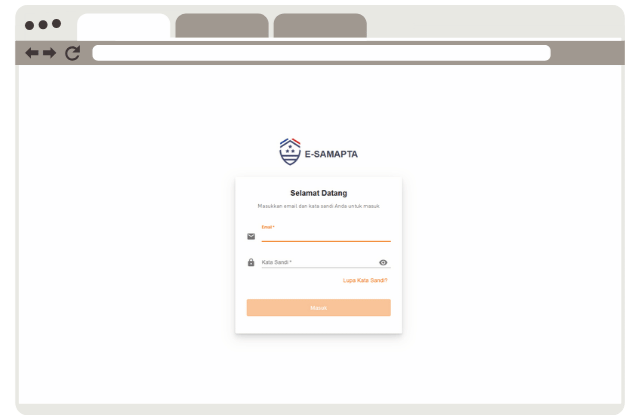 E-SAMAPTA
Selamat Datang
Masukkan email dan kata sandi Anda untuk masuk
Email *
Kata Sandi *
Lupa Kata Sandi?
Masuk